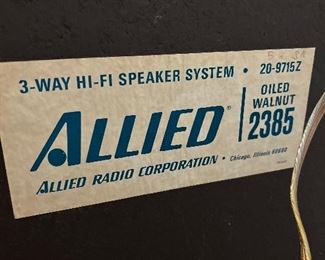 3-WAY HI-FI SPEAKER SYSTEM • 20-9715Z
ALLIED®
OILED
WALNUT
2385
ALLIED RADIO CORPORATION • Chicago, Illinois 60680